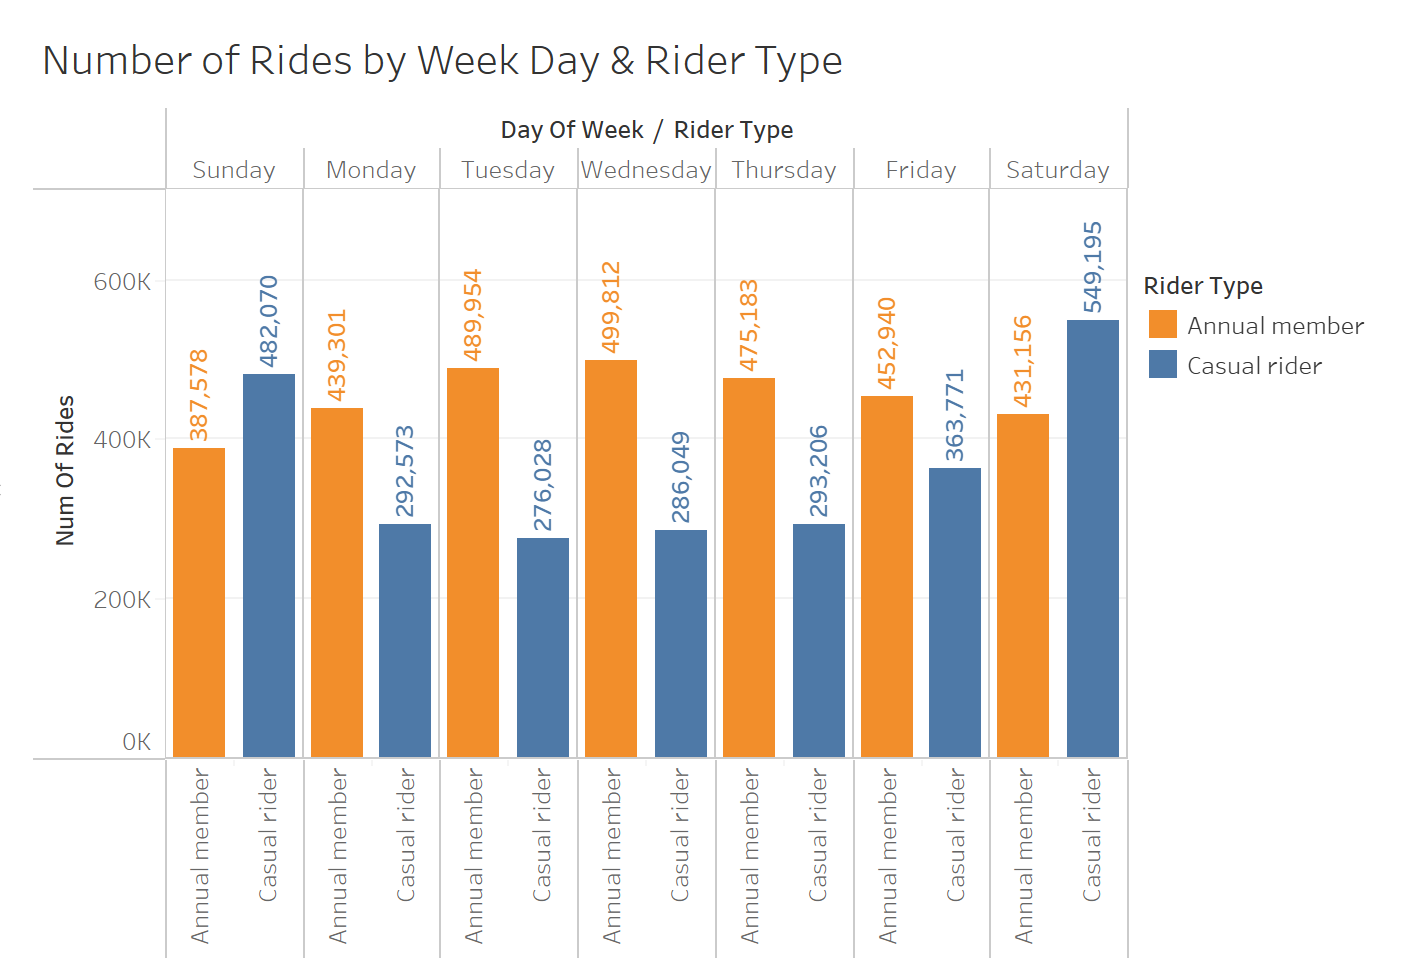 Number of Rides by Week Day & Rider Type
Day Of Week / Rider Type
Sunday Monday Tuesday Wednesday Thursday Friday Saturday
600K
400K
200K
0K
Num Of Rides
387,578
482,070
439,301
292,573
489,954
276,028
499,812
286,049
475,183
293,206
452,940
363,771
431,156
549,195
Annual member
Casual rider
Annual member
Casual rider
Annual member
Casual rider
Annual member
Casual rider
Annual member
Casual rider
Annual member
Casual rider
Annual member
Casual rider
Rider Type
Annual member
Casual rider